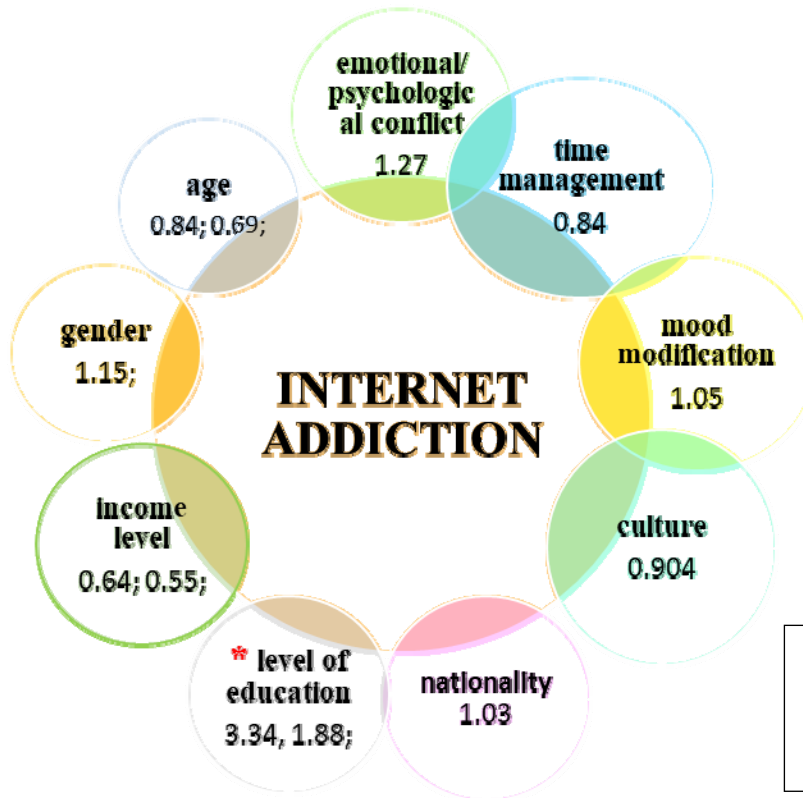 emotional/
psychologic
al conflict
1.27
time
management
0.84
age
0.84; 0.69;
gender
1.15;
mood
modification
1.05
INTERNET
ADDICTION
income
level
0.64; 0.55;
culture
0.904
* level of
education
3.34, 1.88;
nationality
1.03